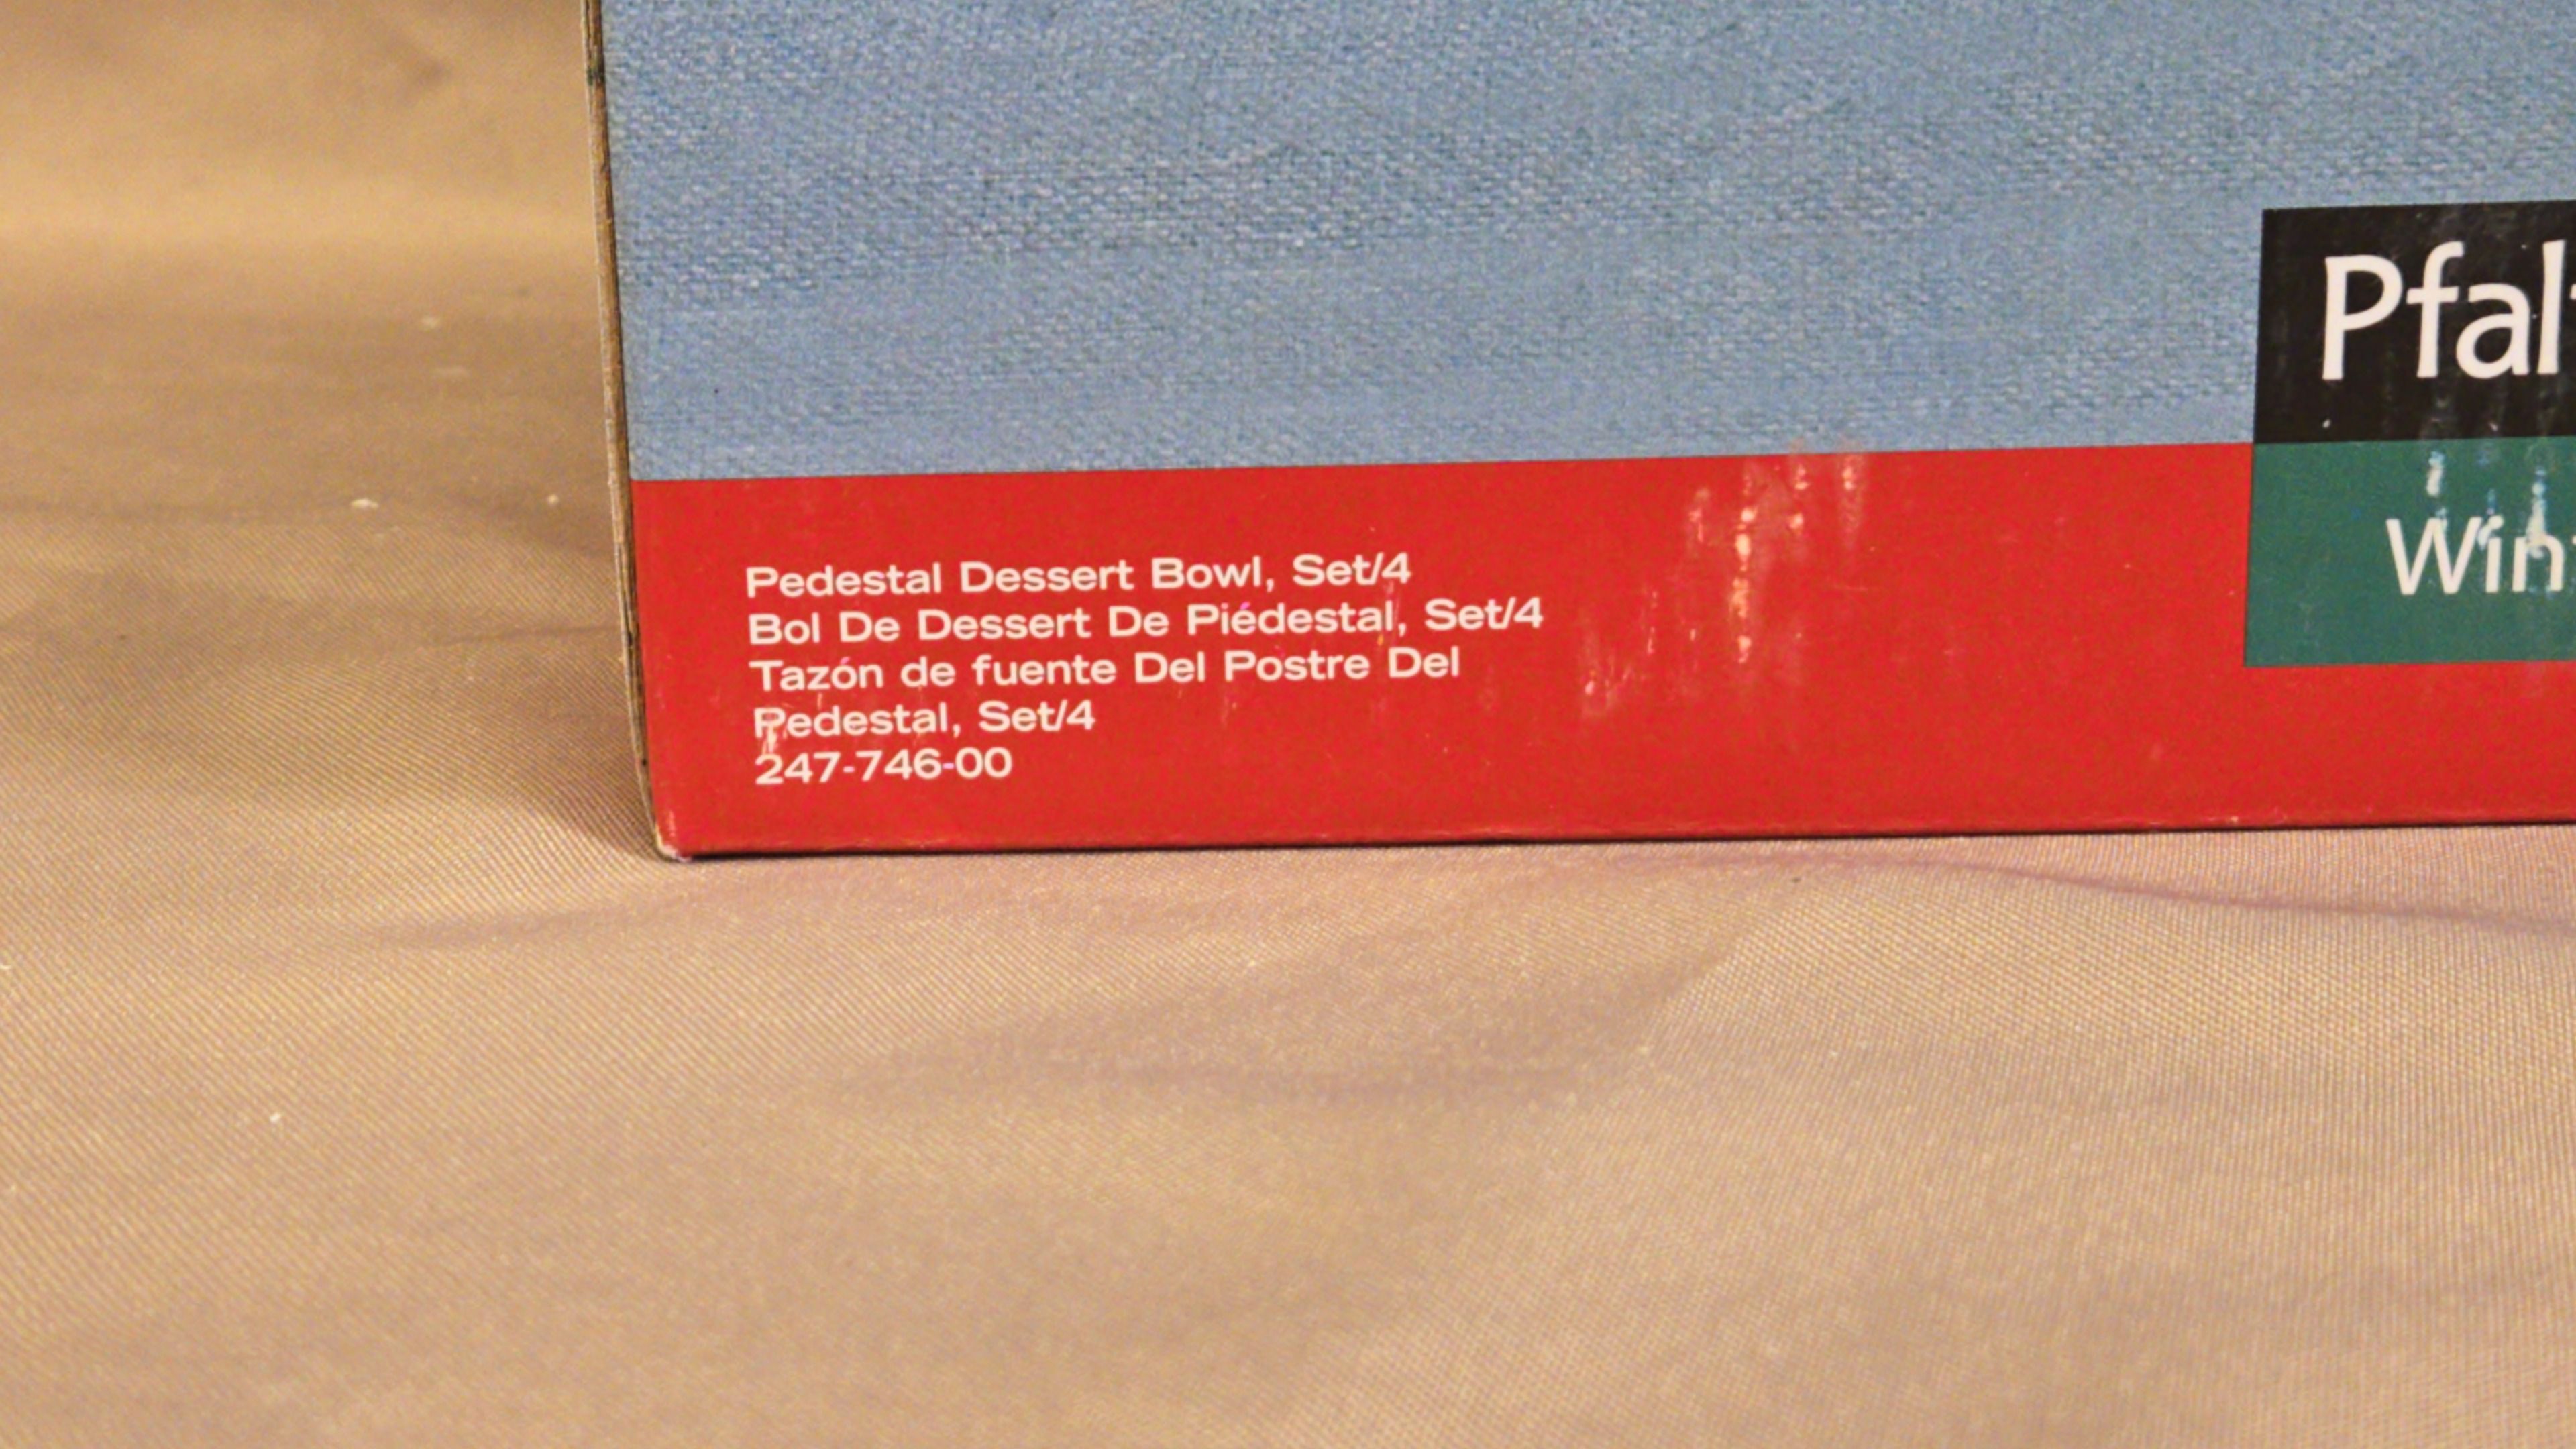 Pedestal Dessert Bowl, Set/4
Bol De Dessert De Piédestal, Set/4
Tazón de fuente Del Postre Del
Pedestal, Set/4
247-746-00